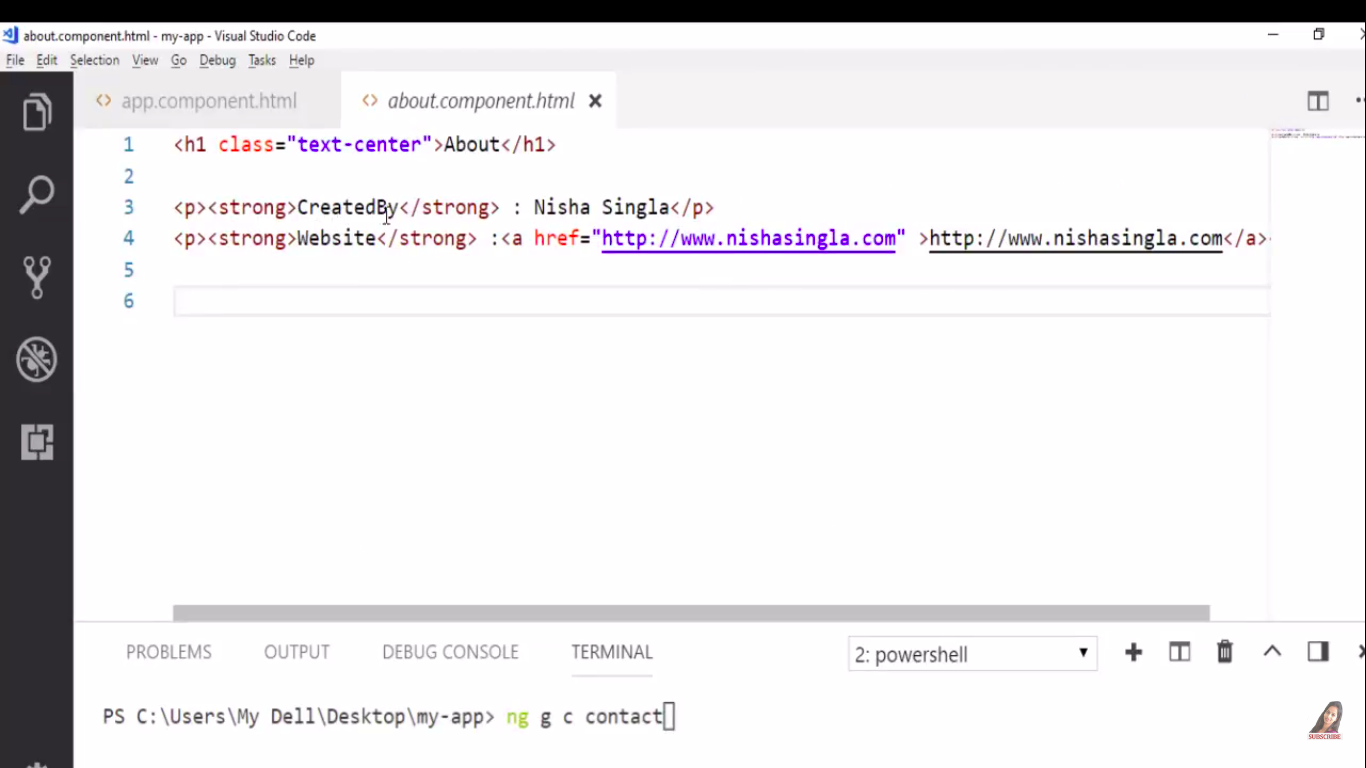 about.component.html - my-app - Visual Studio Code
File Edit Selection View Go Debug Tasks Help
app.component.html about.component.html
1 <h1 class="text-center">About</h1>
2
3 <p><strong>CreatedBy</strong> : Nisha Singla</p>
4 <p><strong>Website</strong> :<a href="http://www.nishasingla.com" >http://www.nishasingla.com</a>
5
6
PROBLEMS OUTPUT DEBUG CONSOLE TERMINAL 2: powershell
PS C:\Users\My Dell\Desktop\my-app> ng g c contact
SUBSCRIBE